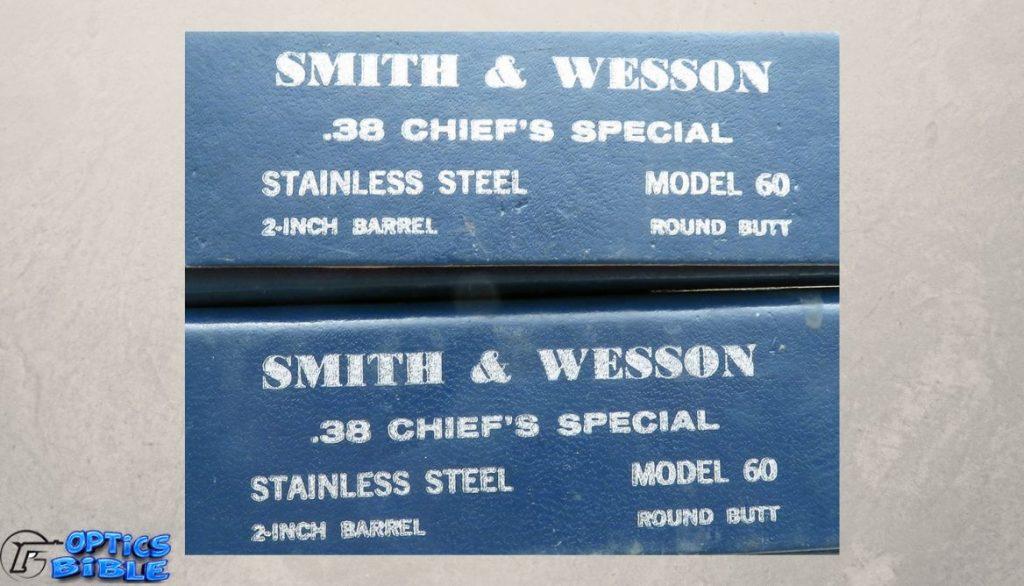 SMITH & WESSON
.38 CHIEF'S SPECIAL
STAINLESS STEEL MODEL 60
2-INCH BARREL ROUND BUTT
SMITH & WESSON
.38 CHIEF'S SPECIAL
STAINLESS STEEL MODEL 60
2-INCH BARREL ROUND BUTT
OPTICS
BIBLE